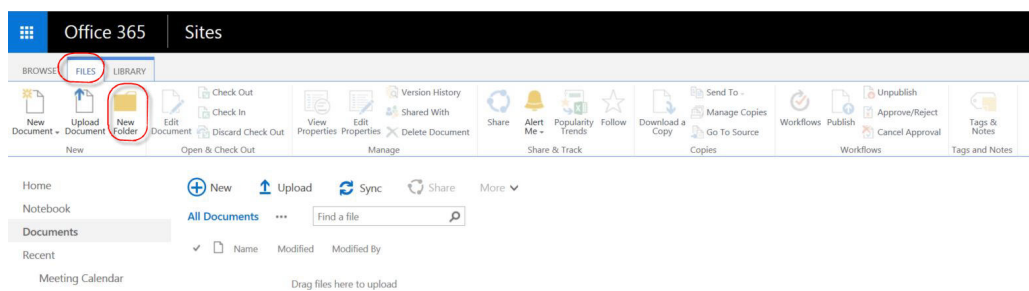 Office 365 Sites
BROWSE FILES LIBRARY
New Document
Upload Document
New Folder
Edit Document
Check Out
Check In
Discard Check Out
View Properties
Edit Properties
Version History
Shared With
Delete Document
Share
Alert Me
Popularity Trends
Follow
Download a Copy
Send To
Manage Copies
Go To Source
Workflows
Publish
Unpublish
Approve/Reject
Cancel Approval
Tags & Notes
New Open & Check Out Manage Share & Track Copies Workflows Tags and Notes
Home
Notebook
Documents
Recent
Meeting Calendar
New Upload Sync Share More
All Documents ••• Find a file
Name Modified Modified By
Drag files here to upload